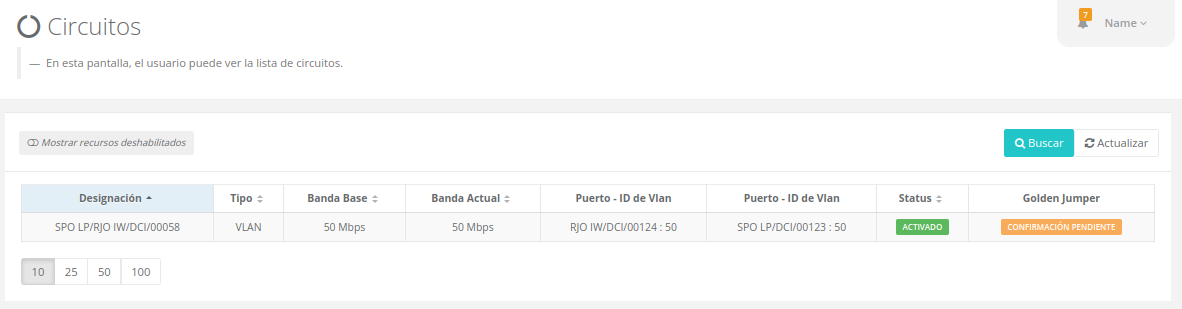 Circuitos
7
Name
— En esta pantalla, el usuario puede ver la lista de circuitos.
Mostrar recursos deshabilitados
Buscar
Actualizar
Designación Tipo Banda Base Banda Actual Puerto - ID de Vlan Puerto - ID de Vlan Status Golden Jumper
SPO LP/RJO IW/DCI/00058 VLAN 50 Mbps 50 Mbps RJO IW/DCI/00124 : 50 SPO LP/DCI/00123 : 50 ACTIVADO CONFIRMACIÓN PENDIENTE
10 25 50 100